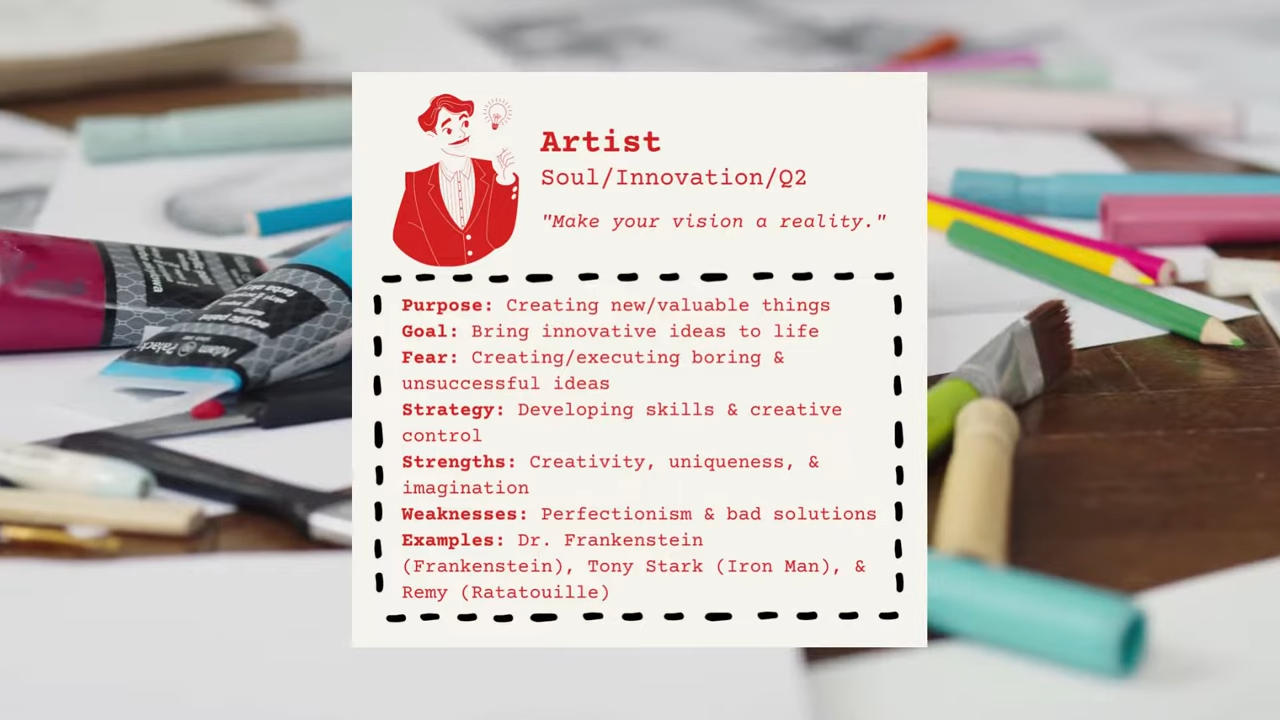 Artist
Soul/Innovation/Q2
"Make your vision a reality."
Purpose: Creating new/valuable things
Goal: Bring innovative ideas to life
Fear: Creating/executing boring &
unsuccessful ideas
Strategy: Developing skills & creative
control
Strengths: Creativity, uniqueness, &
imagination
Weaknesses: Perfectionism & bad solutions
Examples: Dr. Frankenstein
(Frankenstein), Tony Stark (Iron Man), &
Remy (Ratatouille)